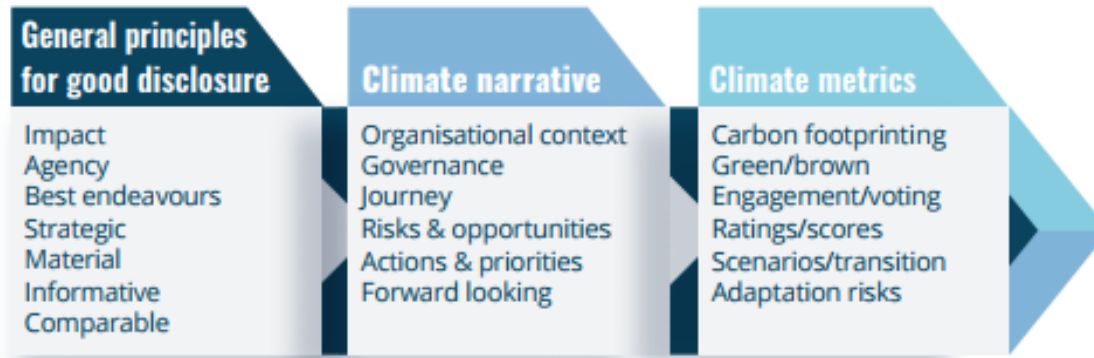 General principles
for good disclosure
Impact
Agency
Best endeavours
Strategic
Material
Informative
Comparable
Climate narrative
Organisational context
Governance
Journey
Risks & opportunities
Actions & priorities
Forward looking
Climate metrics
Carbon footprinting
Green/brown
Engagement/voting
Ratings/scores
Scenarios/transition
Adaptation risks